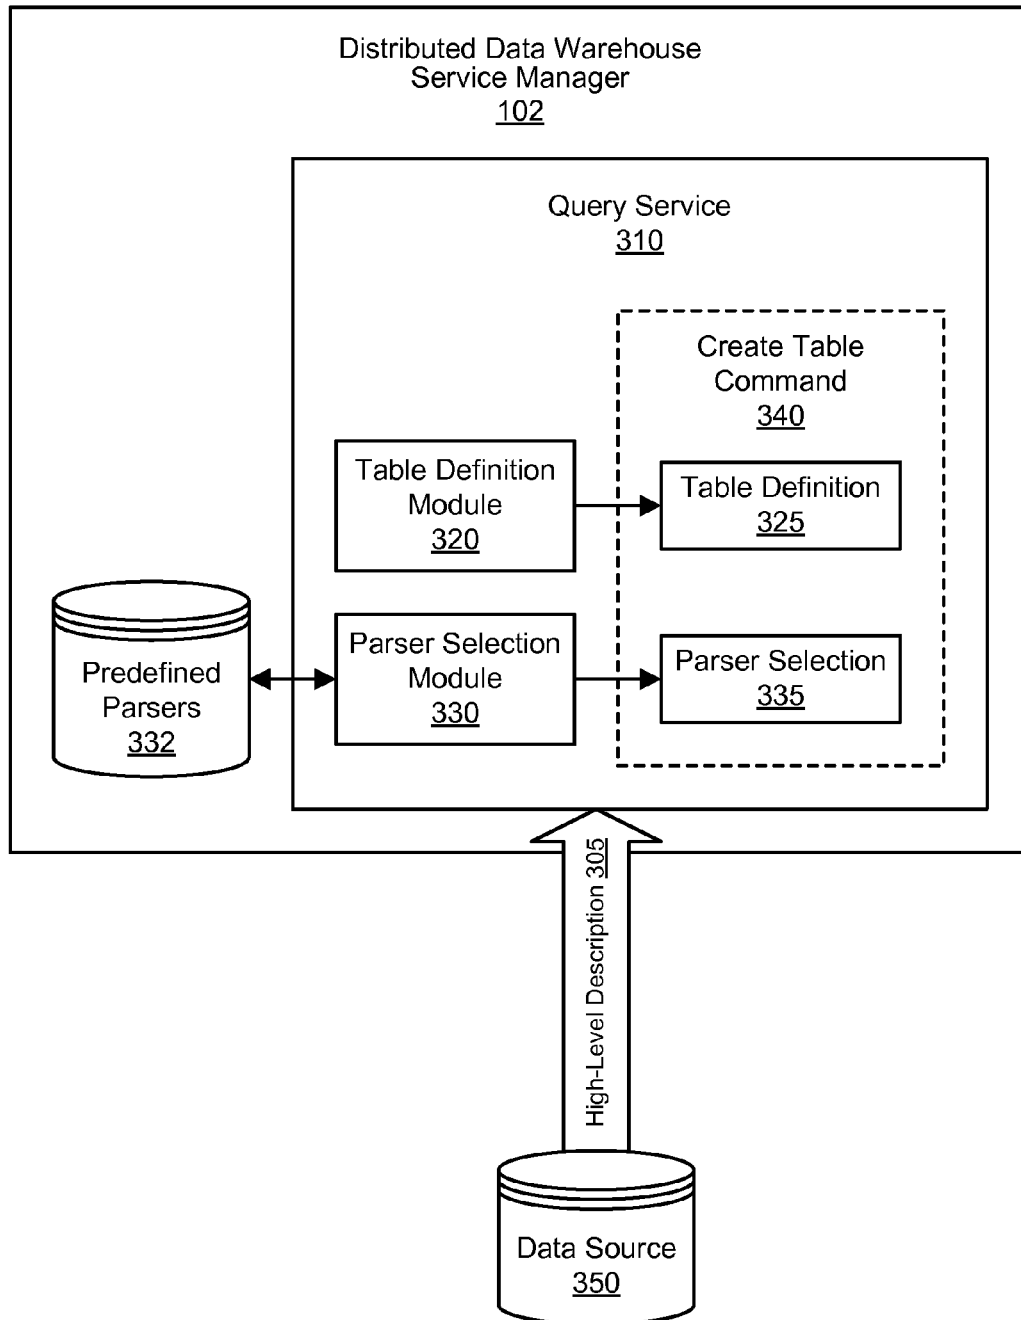 Distributed Data Warehouse
Service Manager
102
Query Service
310
Create Table
Command
340
Table Definition
Module
320
Table Definition
325
Predefined
Parsers
332
Parser Selection
Module
330
Parser Selection
335
High-Level Description 305
Data Source
350